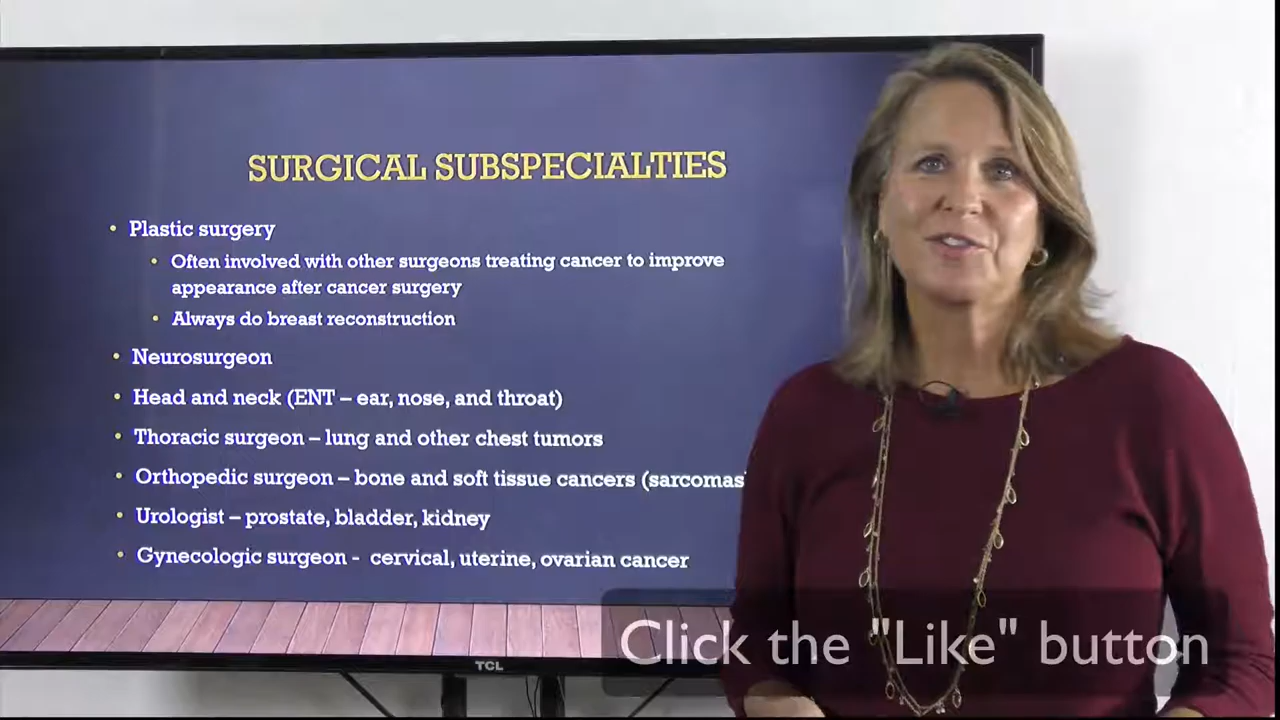 SURGICAL SUBSPECIALTIES
• Plastic surgery
• Often involved with other surgeons treating cancer to improve
appearance after cancer surgery
• Always do breast reconstruction
• Neurosurgeon
• Head and neck (ENT – ear, nose, and throat)
• Thoracic surgeon – lung and other chest tumors
• Orthopedic surgeon – bone and soft tissue cancers (sarcomas)
• Urologist – prostate, bladder, kidney
• Gynecologic surgeon - cervical, uterine, ovarian cancer
Click the "Like" button
TCL